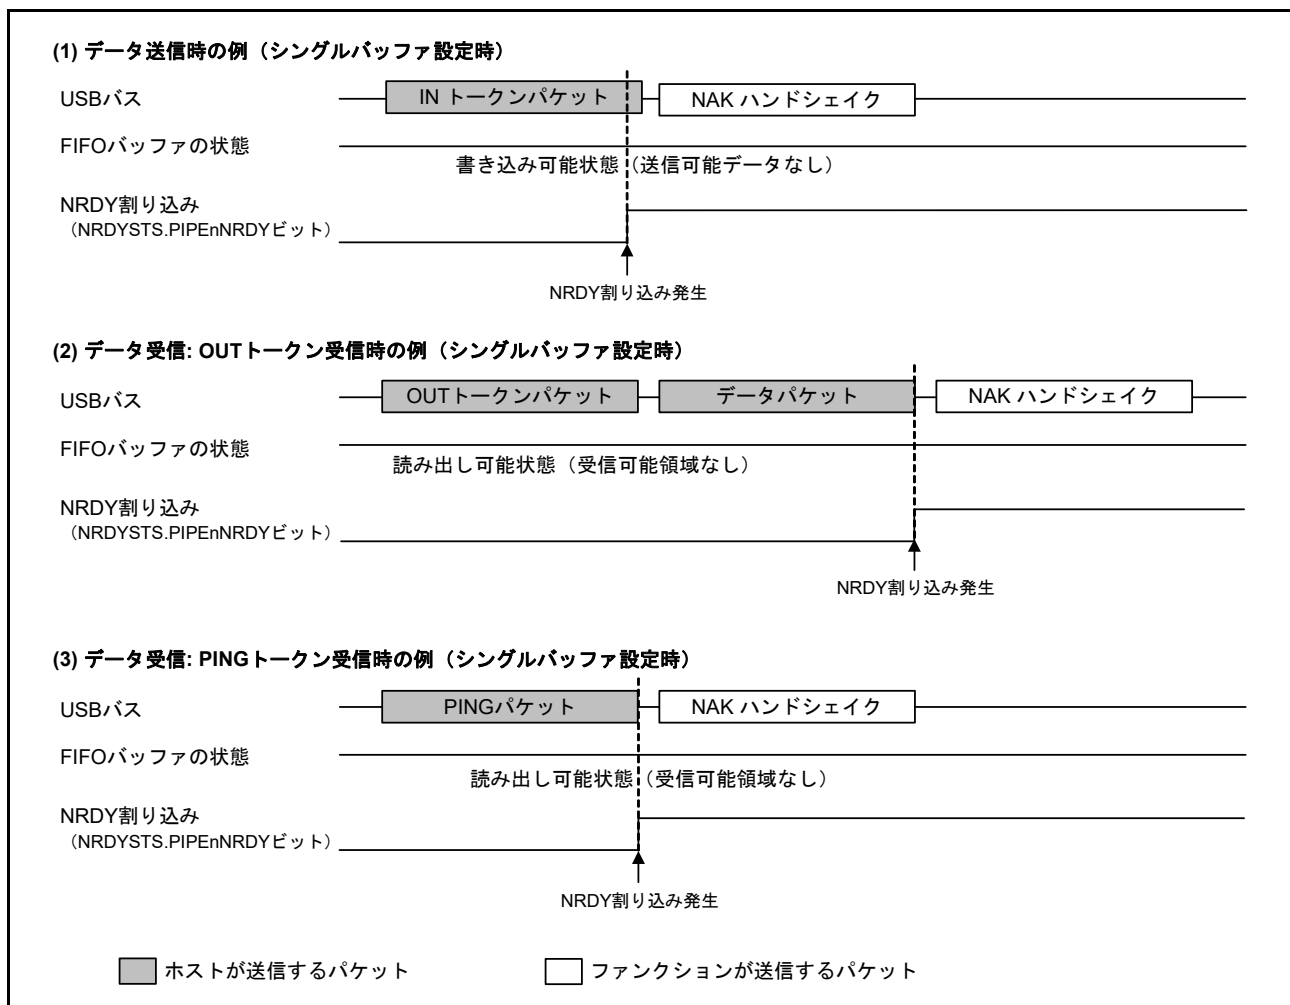 (1) データ送信時の例（シングルバッファ設定時）
USBバス
IN トークンパケット
NAK ハンドシェイク
FIFOバッファの状態
書き込み可能状態（送信可能データなし）
NRDY割り込み
（NRDYSTS.PIPEnNRDYビット）
NRDY割り込み発生
(2) データ受信: OUTトークン受信時の例（シングルバッファ設定時）
USBバス
OUTトークンパケット
データパケット
NAK ハンドシェイク
FIFOバッファの状態
読み出し可能状態（受信可能領域なし）
NRDY割り込み
（NRDYSTS.PIPEnNRDYビット）
NRDY割り込み発生
(3) データ受信: PINGトークン受信時の例（シングルバッファ設定時）
USBバス
PINGパケット
NAK ハンドシェイク
FIFOバッファの状態
読み出し可能状態（受信可能領域なし）
NRDY割り込み
（NRDYSTS.PIPEnNRDYビット）
NRDY割り込み発生
ホストが送信するパケット
ファンクションが送信するパケット